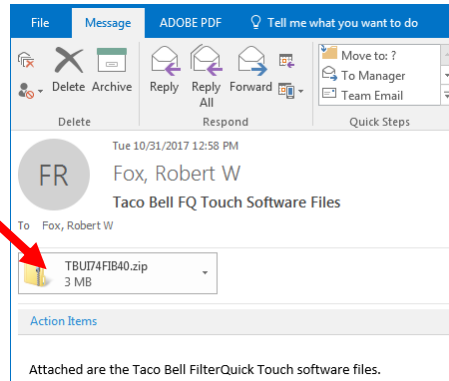 File Message ADOBE PDF Tell me what you want to do
Delete Archive Reply Reply All Forward Move to: ?
To Manager
Team Email
Delete Respond Quick Steps
Tue 10/31/2017 12:58 PM
FR Fox, Robert W
Taco Bell FQ Touch Software Files
To Fox, Robert W
TBUI74FIB40.zip
3 MB
Action Items
Attached are the Taco Bell FilterQuick Touch software files.